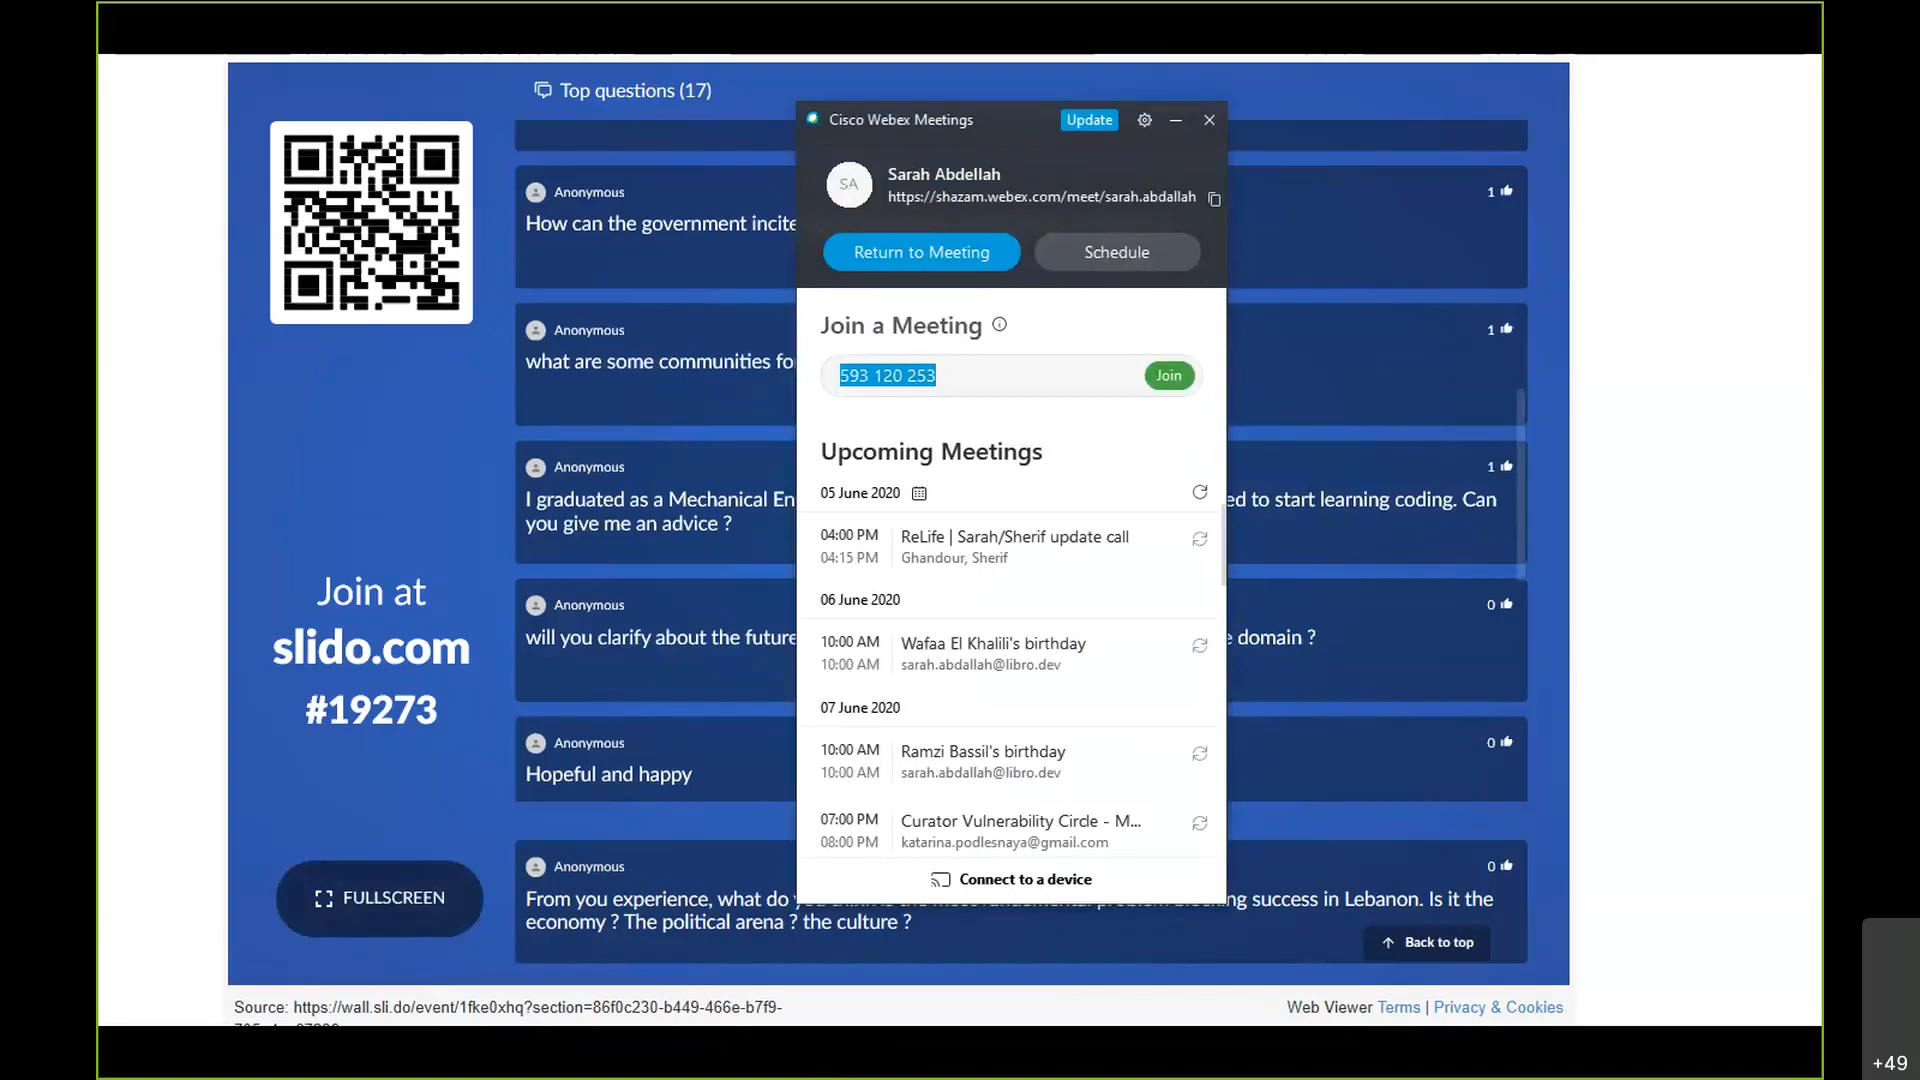 Top questions (17)
Anonymous
1
How can the government incite
Anonymous
1
what are some communities fo
Anonymous
1
I graduated as a Mechanical En
ed to start learning coding. Can
you give me an advice ?
Anonymous
0
will you clarify about the future
domain ?
Anonymous
0
Hopeful and happy
Anonymous
0
From you experience, what do
ng success in Lebanon. Is it the
economy ? The political arena ? the culture ?
Back to top
Join at
slido.com
#19273
FULLSCREEN
Cisco Webex Meetings
Update
SA
Sarah Abdellah
https://shazam.webex.com/meet/sarah.abdallah
Return to Meeting
Schedule
Join a Meeting
593 120 253
Join
Upcoming Meetings
05 June 2020
04:00 PM ReLife | Sarah/Sherif update call
04:15 PM Ghandour, Sherif
06 June 2020
10:00 AM Wafaa El Khalili's birthday
10:00 AM sarah.abdallah@libro.dev
07 June 2020
10:00 AM Ramzi Bassil's birthday
10:00 AM sarah.abdallah@libro.dev
07:00 PM Curator Vulnerability Circle - M...
08:00 PM katarina.podlesnaya@gmail.com
Connect to a device
Source: https://wall.sli.do/event/1fke0xhq?section=86f0c230-b449-466e-b7f9-
Web Viewer Terms | Privacy & Cookies
+49